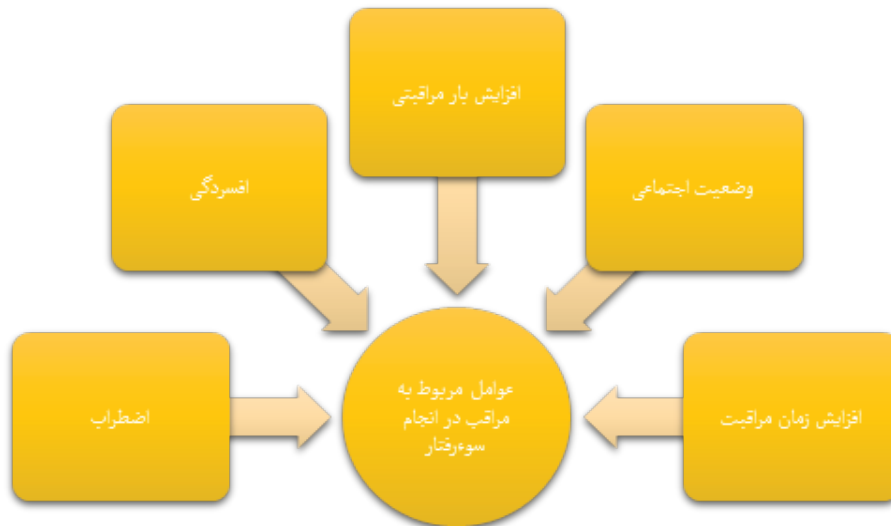 افزایش بار مراقبتی
وضعیت اجتماعی
افسردگی
افزایش زمان مراقبت
عوامل مربوط به
مراقب در انجام
سوءرفتار
اضطراب